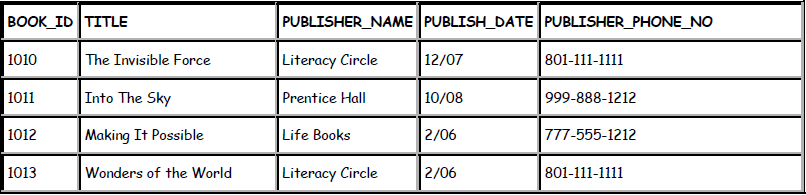 BOOK_ID TITLE PUBLISHER_NAME PUBLISH_DATE PUBLISHER_PHONE_NO
1010 The Invisible Force Literacy Circle 12/07 801-111-1111
1011 Into The Sky Prentice Hall 10/08 999-888-1212
1012 Making It Possible Life Books 2/06 777-555-1212
1013 Wonders of the World Literacy Circle 2/06 801-111-1111